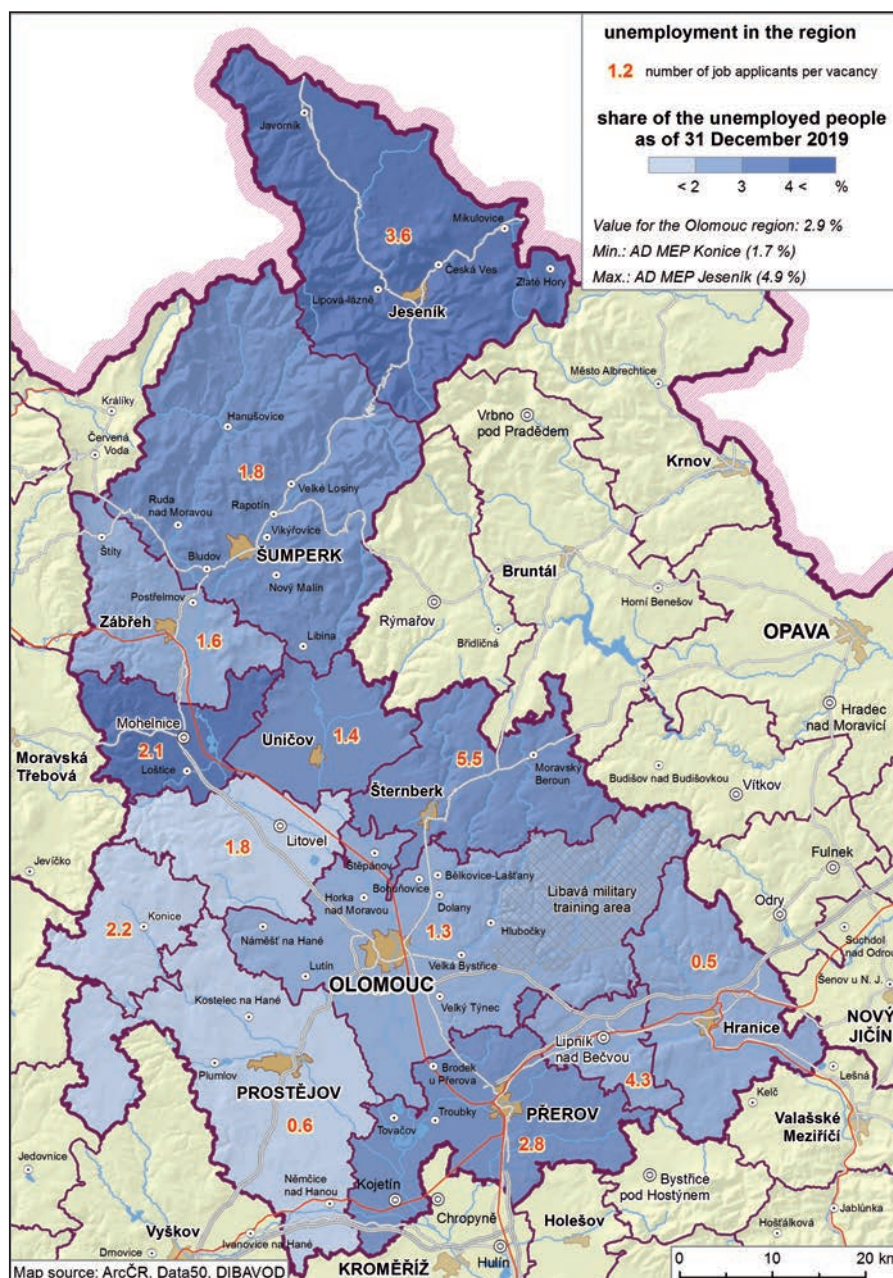 unemployment in the region
1.2 number of job applicants per vacancy
share of the unemployed people
as of 31 December 2019
< 2 3 4 < %
Value for the Olomouc region: 2.9 %
Min.: AD MEP Konice (1.7 %)
Max.: AD MEP Jeseník (4.9 %)
Javorník
Mikulovice
3.6
Česká Ves
Zlaté Hory
Lipová-lázně
Jeseník
Město Albrechtice
Králíky
Hanušovice
Vrbno
pod Pradědem
Červená
Voda
Krnov
1.8
Velké Losiny
Rapotín
Ruda
nad Moravou
Vikýřovice
Štíty
ŠUMPERK
Bludov
Bruntál
Nový Malín
Horní Benešov
Postřelmov
Rýmařov
Zábřeh
OPAVA
1.6
Libina
Břidličná
Hradec
nad Moravicí
Mohelnice
Uničov
1.4
5.5
Moravský
Beroun
Moravská
Třebová
2.1
Loštice
Budišov nad Budišovkou
Vítkov
Šternberk
Litovel
1.8
Jevíčko
Štěpánov
Fulnek
Bohuňovice
Bělkovice-Lašťany
Horka
nad Moravou
Dolany
Libavá military
training area
Odry
Konice
2.2
Náměšť na Hané
1.3
Hlubočky
Suchdol
nad Odrou
Velká Bystřice
0.5
Lutín
OLOMOUC
Šenov u N. J.
Velký Týnec
Kostelec na Hané
Hranice
NOVÝ
JIČÍN
Lipník
nad Bečvou
Plumlov
Brodek
u Přerova
Lešná
PROSTĚJOV
4.3
Kelč
Troubky
PŘEROV
Valašské
Meziříčí
Tovačov
0.6
2.8
Jedovnice
Němčice
nad Hanou
Kojetín
Bystřice
pod Hostýnem
Chropyně
Jablůnka
Vyškov
Holešov
Hošťálková
Ivanovice na Hané
Drnovice
Hulín
KROMĚŘÍŽ
0 10 20 km
Map source: ArcČR, Data50, DIBAVOD